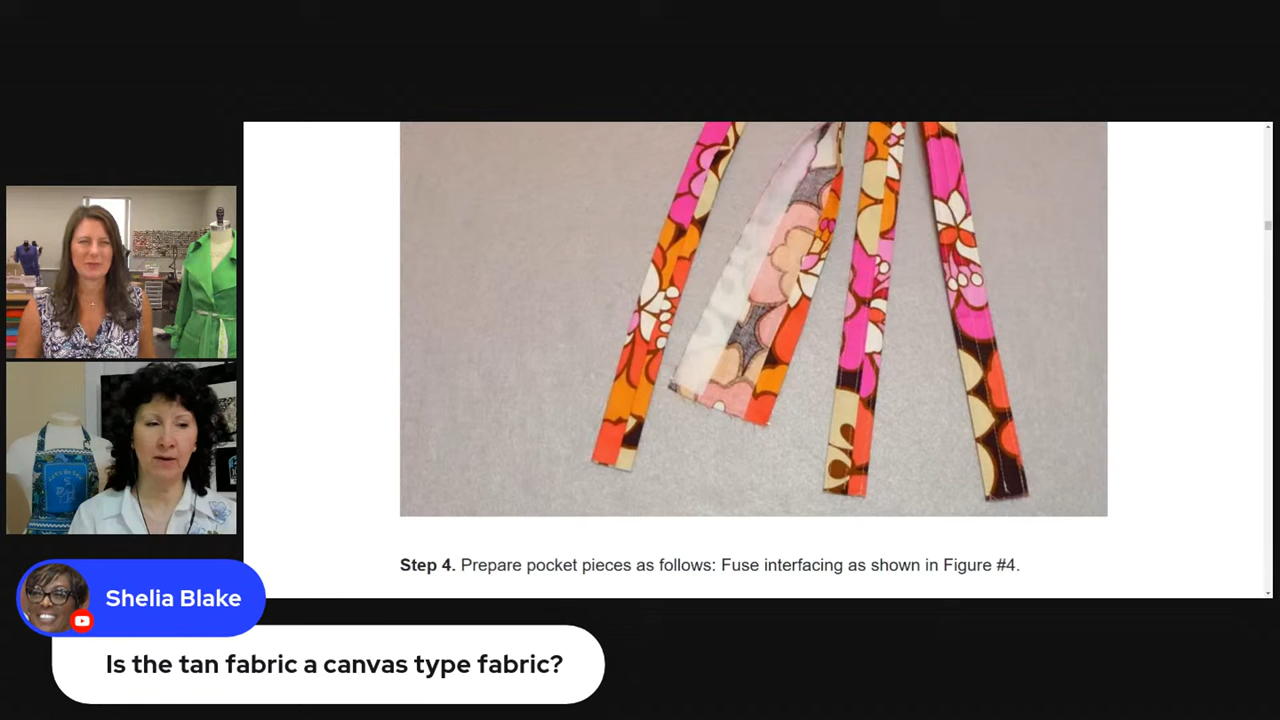 Step 4. Prepare pocket pieces as follows: Fuse interfacing as shown in Figure #4.
Shelia Blake
Is the tan fabric a canvas type fabric?